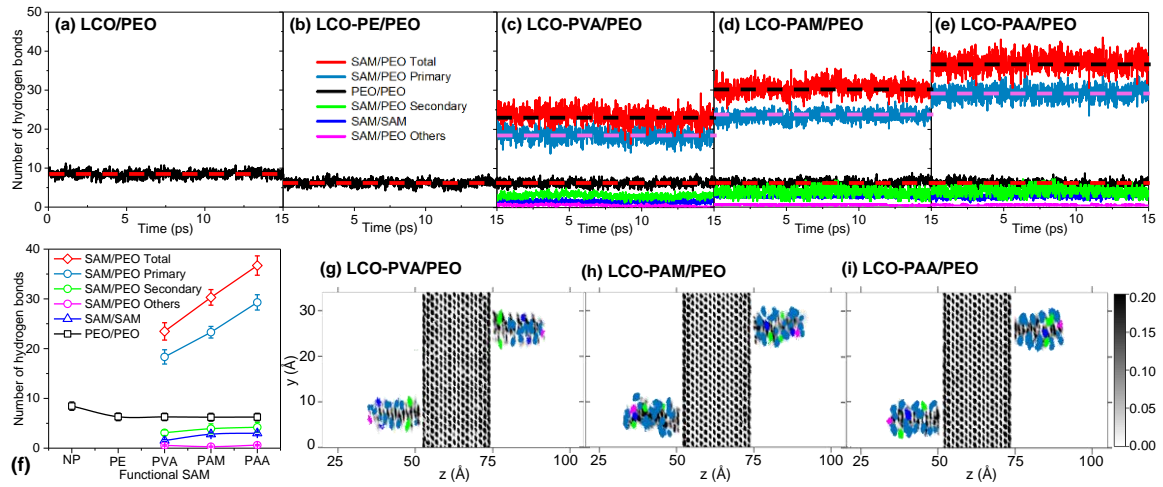 (a) LCO/PEO
(b) LCO-PE/PEO
(c) LCO-PVA/PEO
(d) LCO-PAM/PEO
(e) LCO-PAA/PEO
Number of hydrogen bonds
50
40
30
20
10
0
SAM/PEO Total
SAM/PEO Primary
PEO/PEO
SAM/PEO Secondary
SAM/SAM
SAM/PEO Others
0 5 10 15 5 10 15 5 10 15 5 10 15 5 10 15
Time (ps) Time (ps) Time (ps) Time (ps) Time (ps)
Number of hydrogen bonds
40
30
20
10
0
SAM/PEO Total
SAM/PEO Primary
SAM/PEO Secondary
SAM/PEO Others
SAM/SAM
PEO/PEO
NP PE PVA PAM PAA
(f) Functional SAM
(g) LCO-PVA/PEO
(h) LCO-PAM/PEO
(i) LCO-PAA/PEO
y (Å)
30
20
10
0
25 50 75 100 25 50 75 100 25 50 75 100
z (Å) z (Å) z (Å)
0.20
0.15
0.10
0.05
0.00